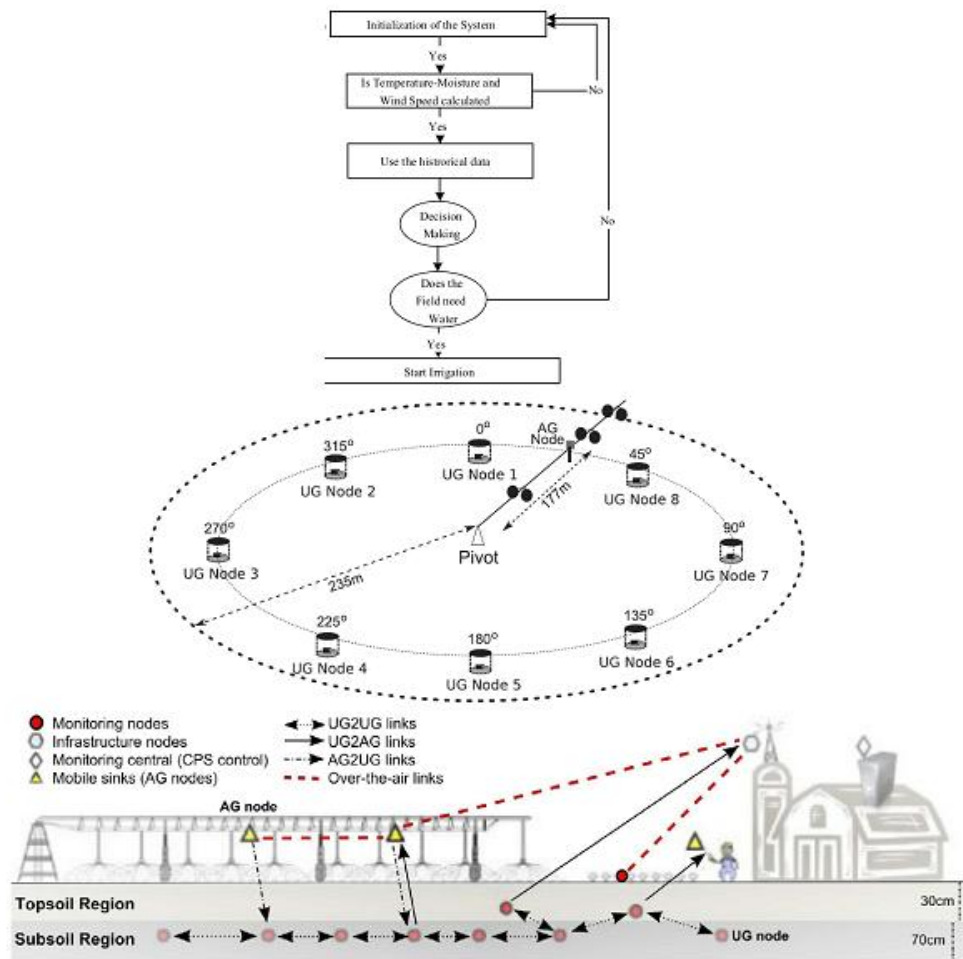 Initialization of the System
Yes
Is Temperature-Moisture and
Wind Speed calculated
No
Yes
Use the histrorical data
No
Decision
Making
Does the
Field need
Water
Yes
Start Irrigation
0°
AG
Node
315°
UG Node 1
45°
UG Node 2
UG Node 8
177m
270°
90°
Pivot
UG Node 3
UG Node 7
235m
225°
135°
180°
UG Node 4
UG Node 6
UG Node 5
Monitoring nodes
Infrastructure nodes
Monitoring central (CPS control)
Mobile sinks (AG nodes)
UG2UG links
UG2AG links
AG2UG links
Over-the-air links
AG node
Topsoil Region
30cm
Subsoil Region
UG node
70cm